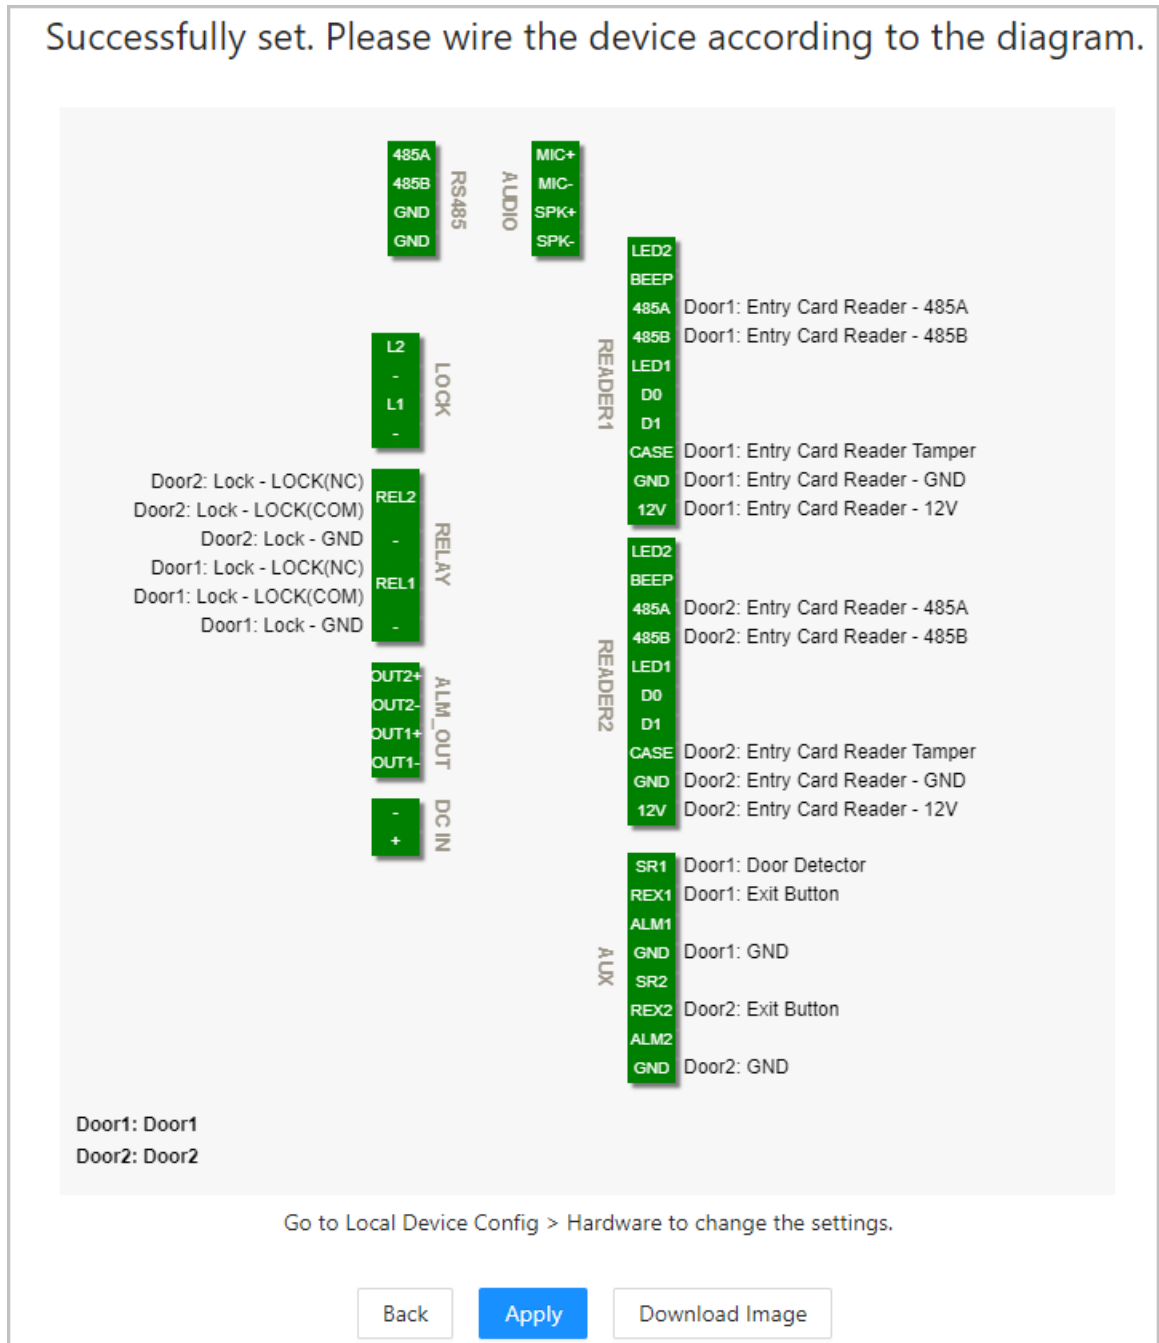 Successfully set. Please wire the device according to the diagram.
485A
485B
GND
GND
RS485
AUDIO
MIC+
MIC-
SPK+
SPK-
L2
-
L1
-
LOCK
Door2: Lock - LOCK(NC)
Door2: Lock - LOCK(COM)
Door2: Lock - GND
Door1: Lock - LOCK(NC)
Door1: Lock - LOCK(COM)
Door1: Lock - GND
REL2
-
REL1
-
RELAY
OUT2+
OUT2-
OUT1+
OUT1-
ALM_OUT
-
+
DC IN
READER1
LED2
BEEP
485A Door1: Entry Card Reader - 485A
485B Door1: Entry Card Reader - 485B
LED1
D0
D1
CASE Door1: Entry Card Reader Tamper
GND Door1: Entry Card Reader - GND
12V Door1: Entry Card Reader - 12V
READER2
LED2
BEEP
485A Door2: Entry Card Reader - 485A
485B Door2: Entry Card Reader - 485B
LED1
D0
D1
CASE Door2: Entry Card Reader Tamper
GND Door2: Entry Card Reader - GND
12V Door2: Entry Card Reader - 12V
AUX
SR1 Door1: Door Detector
REX1 Door1: Exit Button
ALM1
GND Door1: GND
SR2
REX2 Door2: Exit Button
ALM2
GND Door2: GND
Door1: Door1
Door2: Door2
Go to Local Device Config > Hardware to change the settings.
Back Apply Download Image